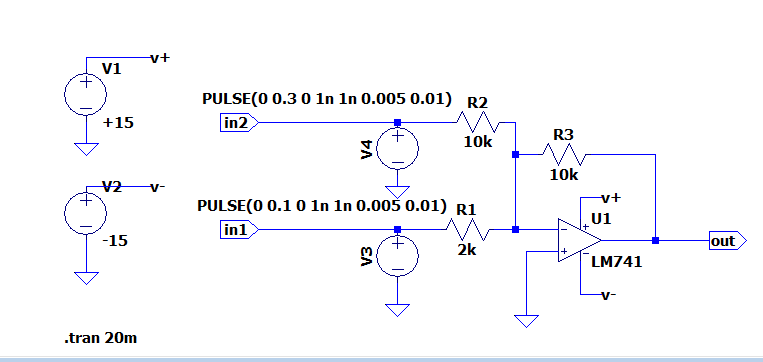 V1
v+
+15
V2
v-
-15
PULSE(0 0.3 0 1n 1n 0.005 0.01)
in2
V4
R2
10k
R3
10k
PULSE(0 0.1 0 1n 1n 0.005 0.01)
in1
V3
R1
2k
v+
U1
LM741
v-
out
.tran 20m